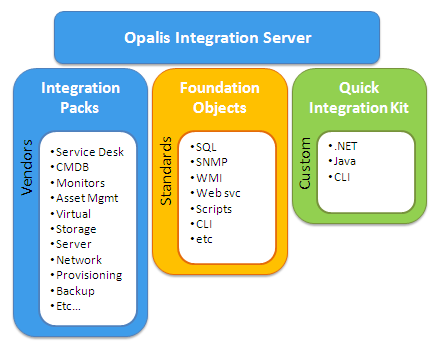 Opalis Integration Server
Integration
Packs
Vendors
• Service Desk
• CMDB
• Monitors
• Asset Mgmt
• Virtual
• Storage
• Server
• Network
• Provisioning
• Backup
• Etc...
Foundation
Objects
Standards
• SQL
• SNMP
• WMI
• Web svc
• Scripts
• CLI
• etc
Quick
Integration Kit
Custom
• .NET
• Java
• CLI